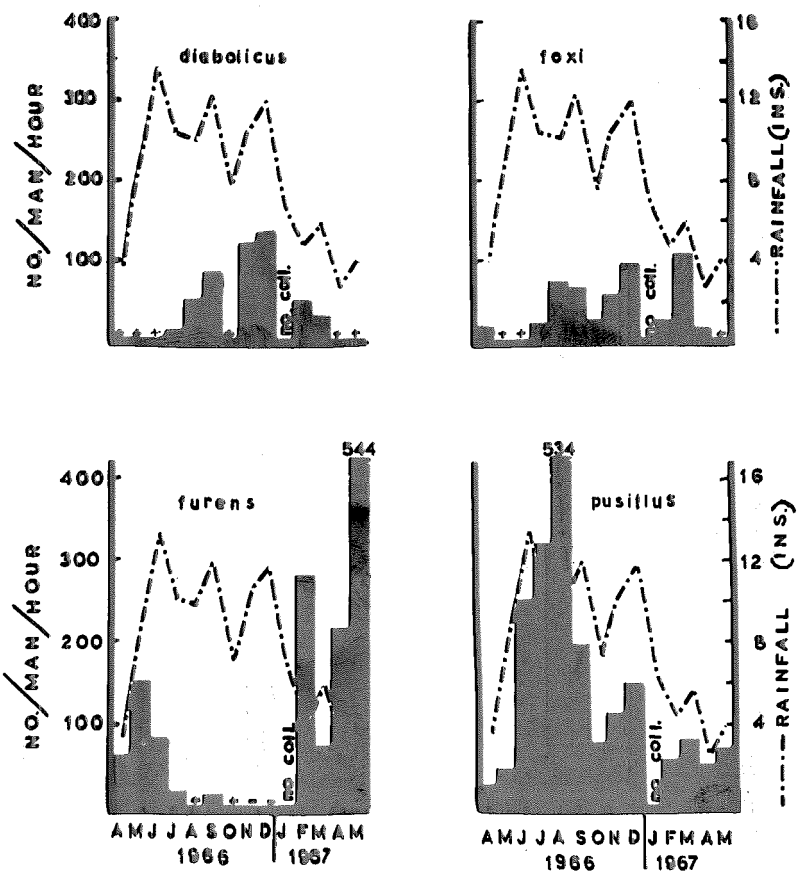 diabolicus
foxi
400
300
200
100
NO./MAN/HOUR
+ + + + no coll. + +
+ + no coll. +
16
12
8
4
—·—·—RAINFALL (INS.)
544
534
furens
pusillus
400
300
200
100
NO./MAN/HOUR
+ + - - no coll.
no coll.
16
12
8
4
—·—·—RAINFALL (INS.)
A M J J A S O N D J F M A M
1966 1967
A M J J A S O N D J F M A M
1966 1967